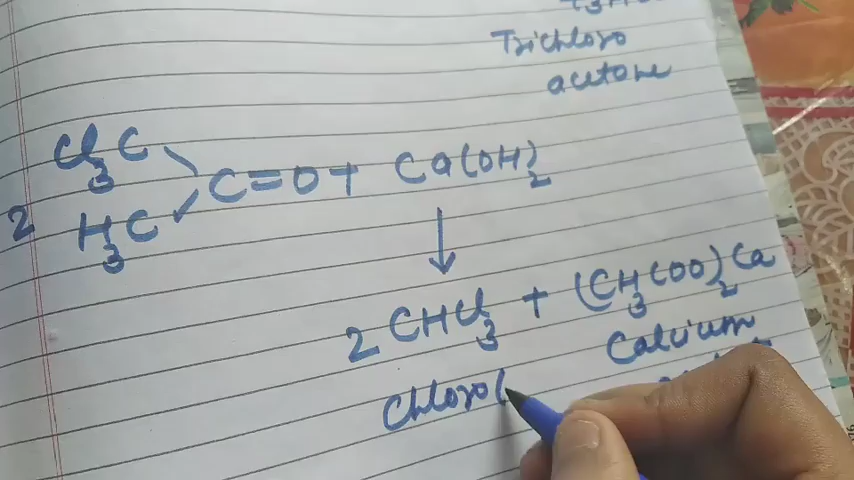 Trichloro
acetone
Cl3C
2 C=O + Ca(OH)2
H3C
↓
2 CHCl3 + (CH3COO)2Ca
Chloro Calcium